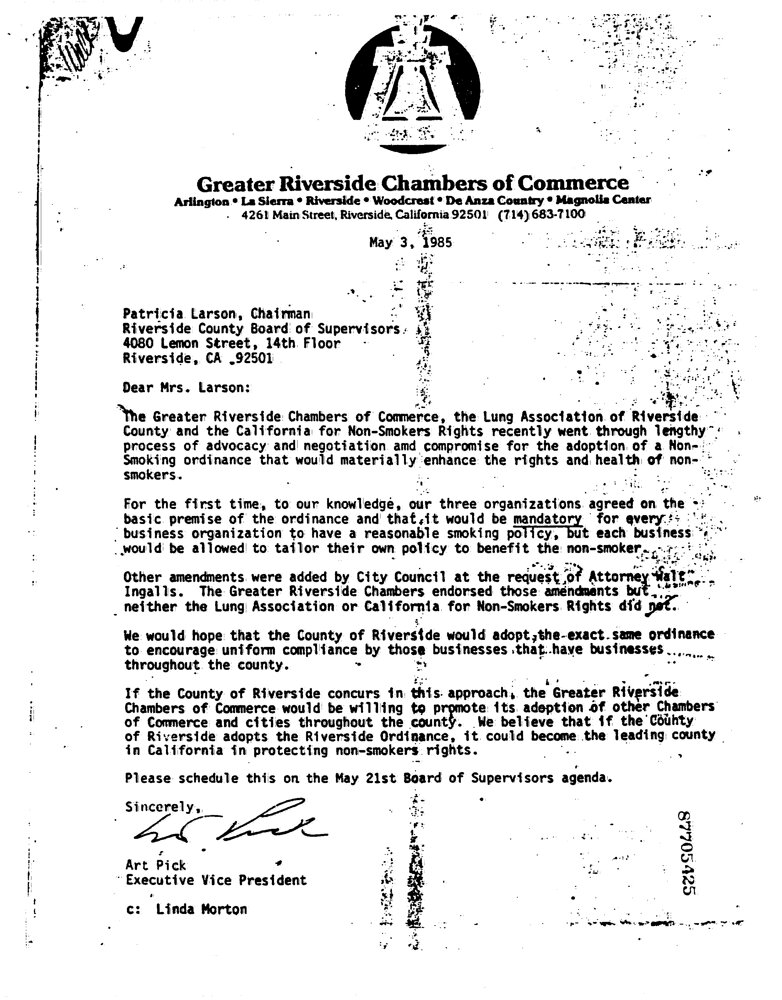 Greater Riverside Chambers of Commerce
Arlington • La Sierra • Riverside • Woodcrest • De Anza Country • Magnolia Center
4261 Main Street, Riverside, California 92501 (714) 683-7100
May 3, 1985
Patricia Larson, Chairman
Riverside County Board of Supervisors
4080 Lemon Street, 14th Floor
Riverside, CA 92501
Dear Mrs. Larson:
The Greater Riverside Chambers of Commerce, the Lung Association of Riverside
County and the California for Non-Smokers Rights recently went through lengthy
process of advocacy and negotiation amd compromise for the adoption of a Non-
Smoking ordinance that would materially enhance the rights and health of non-
smokers.
For the first time, to our knowledge, our three organizations agreed on the
basic premise of the ordinance and that it would be mandatory for every
business organization to have a reasonable smoking policy, but each business
would be allowed to tailor their own policy to benefit the non-smoker.
Other amendments were added by City Council at the request of Attorney Walt
Ingalls. The Greater Riverside Chambers endorsed those amendments but
neither the Lung Association or California for Non-Smokers Rights did not.
We would hope that the County of Riverside would adopt the exact same ordinance
to encourage uniform compliance by those businesses that have businesses
throughout the county.
If the County of Riverside concurs in this approach, the Greater Riverside
Chambers of Commerce would be willing to promote its adoption of other Chambers
of Commerce and cities throughout the county. We believe that if the County
of Riverside adopts the Riverside Ordinance, it could become the leading county
in California in protecting non-smokers rights.
Please schedule this on the May 21st Board of Supervisors agenda.
Sincerely,
Art Pick
Executive Vice President
c: Linda Morton
87705425